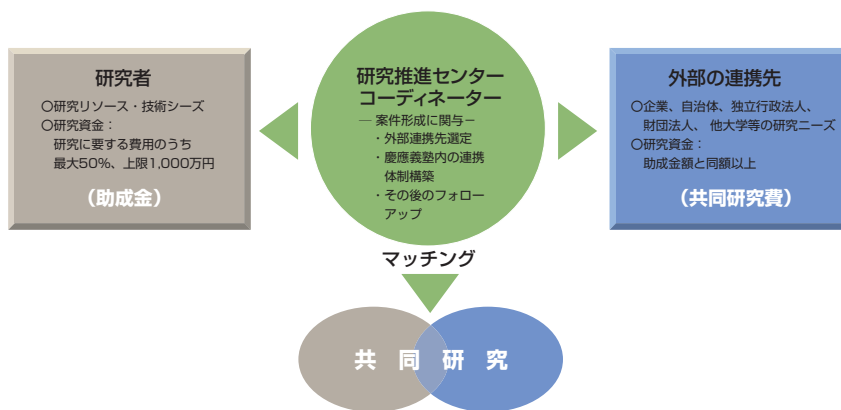 研究者
○研究リソース・技術シーズ
○研究資金：
研究に要する費用のうち
最大50%、上限1,000万円
（助成金）
研究推進センター
コーディネーター
― 案件形成に関与−
・外部連携先選定
・慶應義塾内の連携
体制構築
・その後のフォロー
アップ
マッチング
外部の連携先
○企業、自治体、独立行政法人、
財団法人、 他大学等の研究ニーズ
○研究資金：
助成金額と同額以上
（共同研究費）
共 同 研 究